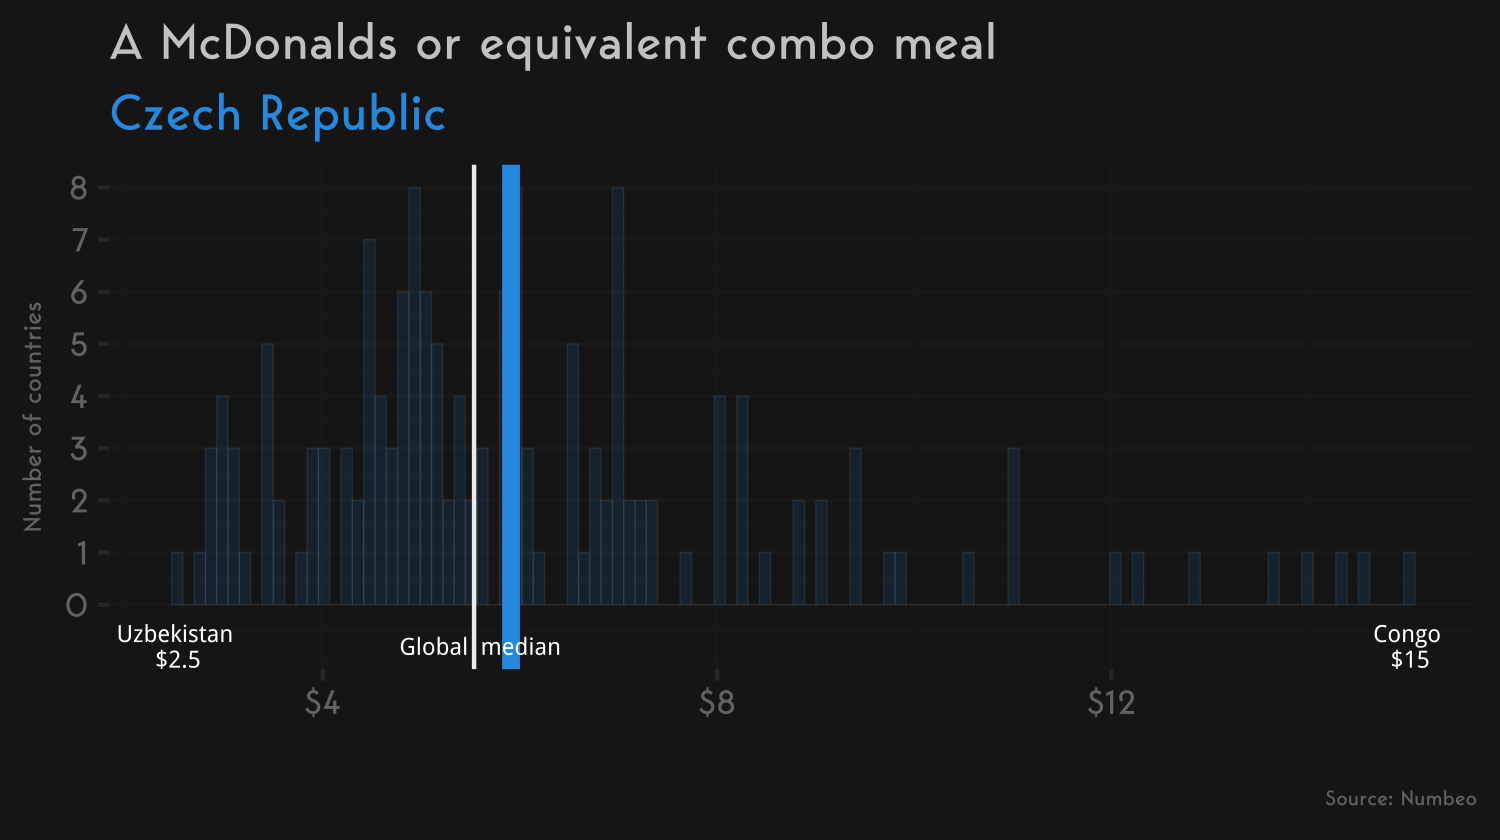 A McDonalds or equivalent combo meal
Czech Republic
Number of countries
8
7
6
5
4
3
2
1
0
Uzbekistan
$2.5
Global median
Congo
$15
$4 $8 $12
Source: Numbeo